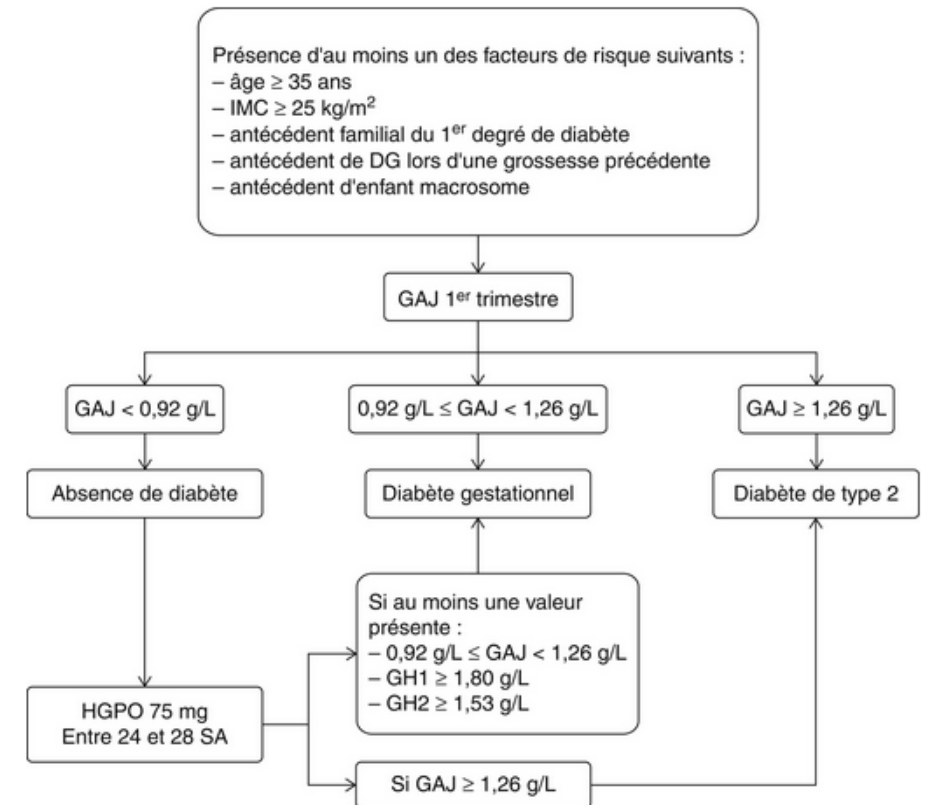 Présence d'au moins un des facteurs de risque suivants :
– âge ≥ 35 ans
– IMC ≥ 25 kg/m²
– antécédent familial du 1er degré de diabète
– antécédent de DG lors d'une grossesse précédente
– antécédent d'enfant macrosome
GAJ 1er trimestre
GAJ < 0,92 g/L
0,92 g/L ≤ GAJ < 1,26 g/L
GAJ ≥ 1,26 g/L
Absence de diabète
Diabète gestationnel
Diabète de type 2
Si au moins une valeur
présente :
– 0,92 g/L ≤ GAJ < 1,26 g/L
– GH1 ≥ 1,80 g/L
– GH2 ≥ 1,53 g/L
HGPO 75 mg
Entre 24 et 28 SA
Si GAJ ≥ 1,26 g/L